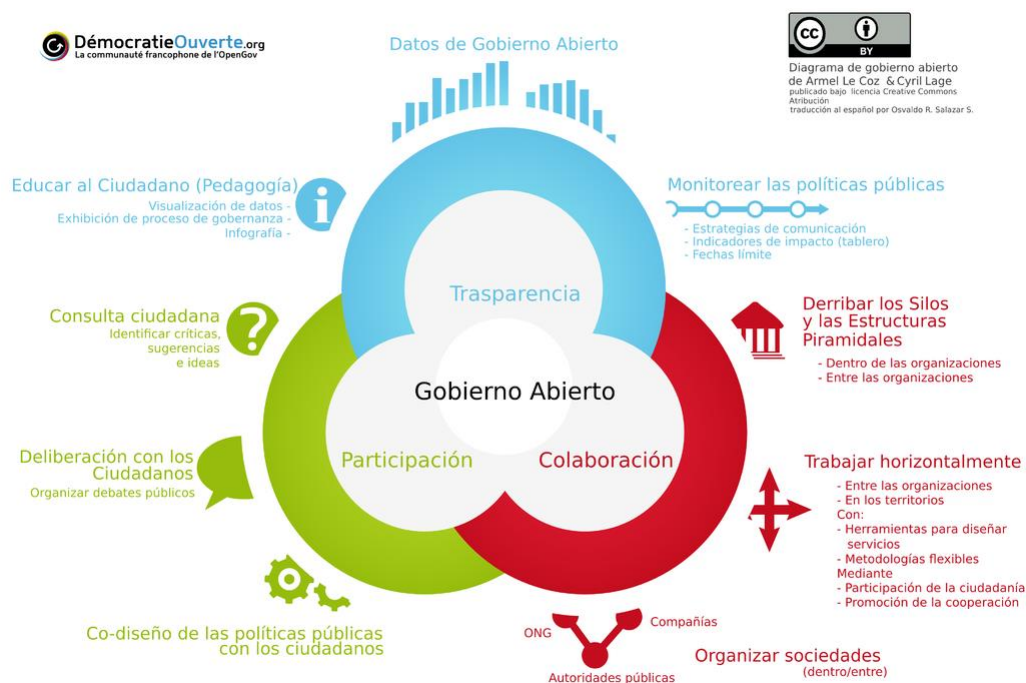 DémocratieOuverte.org
La communauté francophone de l'OpenGov
Datos de Gobierno Abierto
cc
BY
Diagrama de gobierno abierto
de Armel Le Coz & Cyril Lage
publicado bajo licencia Creative Commons
Atribución
traducción al español por Osvaldo R. Salazar S.
Educar al Ciudadano (Pedagogía)
Visualización de datos -
Exhibición de proceso de gobernanza -
Infografía -
i
Monitorear las políticas públicas
- Estrategias de comunicación
- Indicadores de impacto (tablero)
- Fechas límite
Trasparencia
Consulta ciudadana
Identificar críticas,
sugerencias
e ideas
?
Derribar los Silos
y las Estructuras
Piramidales
- Dentro de las organizaciones
- Entre las organizaciones
Gobierno Abierto
Participación
Colaboración
Deliberación con los
Ciudadanos
Organizar debates públicos
Trabajar horizontalmente
- Entre las organizaciones
- En los territorios
Con:
- Herramientas para diseñar
servicios
- Metodologías flexibles
Mediante
- Participación de la ciudadanía
- Promoción de la cooperación
Co-diseño de las políticas públicas
con los ciudadanos
ONG
Compañías
Autoridades públicas
Organizar sociedades
(dentro/entre)